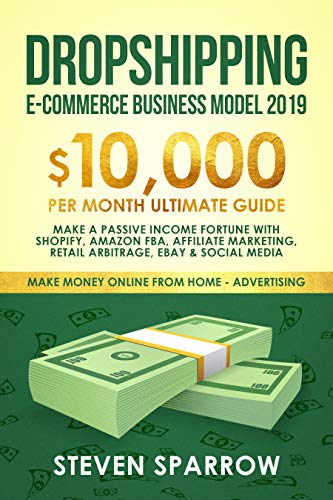 DROPSHIPPING
E-COMMERCE BUSINESS MODEL 2019
$10,000
PER MONTH ULTIMATE GUIDE
MAKE A PASSIVE INCOME FORTUNE WITH
SHOPIFY, AMAZON FBA, AFFILIATE MARKETING,
RETAIL ARBITRAGE, EBAY & SOCIAL MEDIA
MAKE MONEY ONLINE FROM HOME - ADVERTISING
STEVEN SPARROW